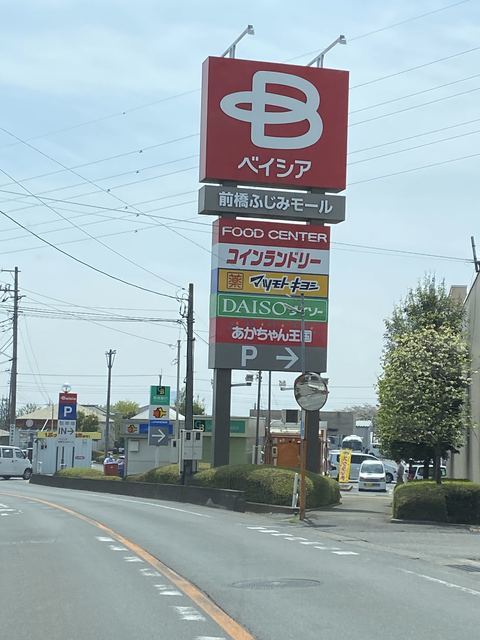 B
ベイシア
前橋ふじみモール
FOOD CENTER
コインランドリー
薬 マツモトキヨシ
DAISO ダイソー
あかちゃん王国
P →
P
IN→